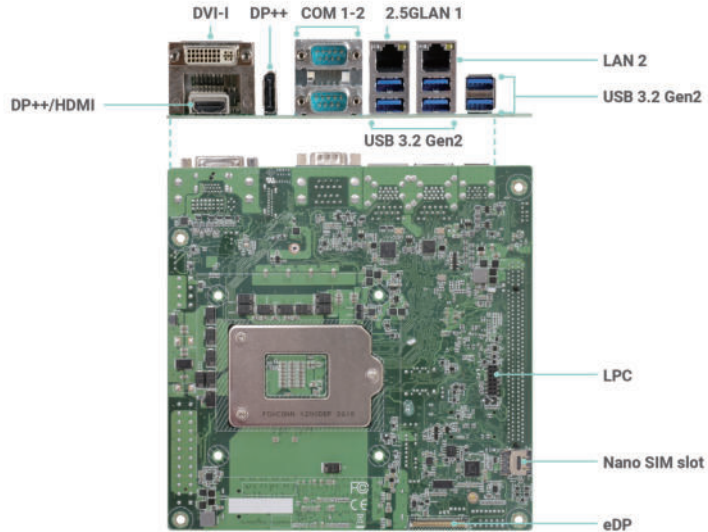 DVI-I DP++ COM 1-2 2.5GLAN 1
LAN 2
USB 3.2 Gen2
DP++/HDMI
USB 3.2 Gen2
LPC
Nano SIM slot
eDP